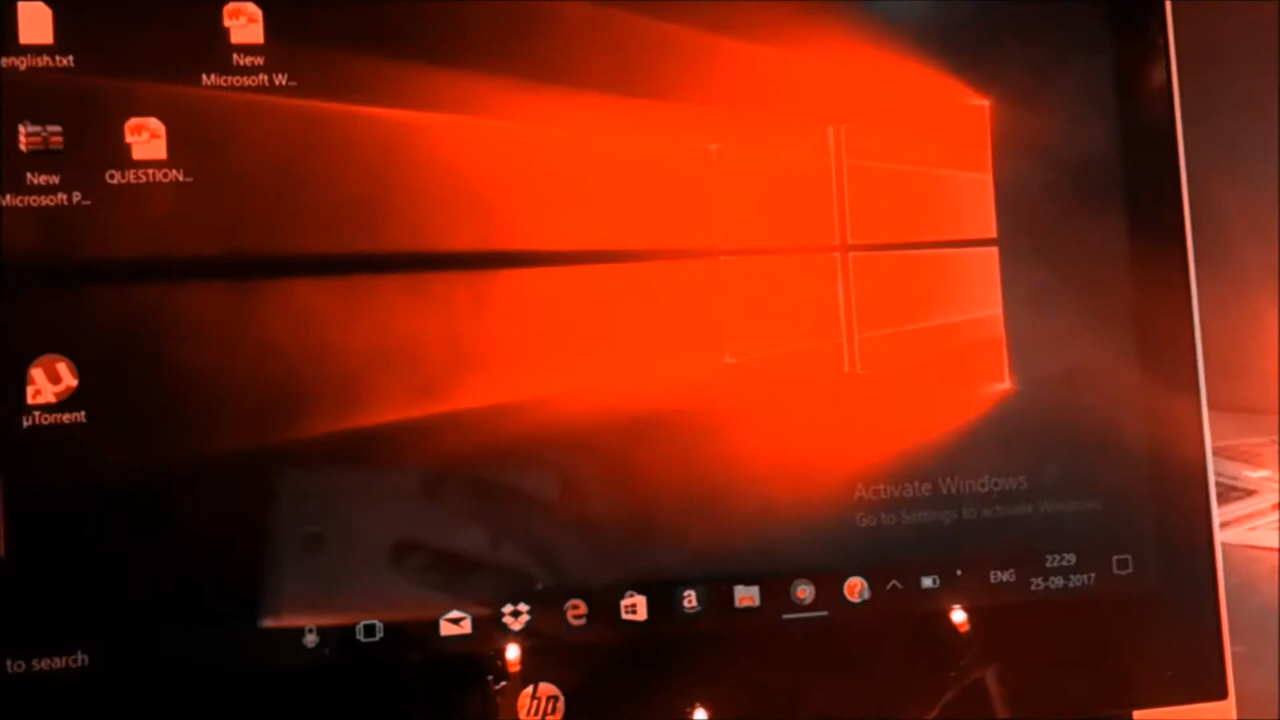 english.txt
New
Microsoft W...
New
Microsoft P...
QUESTION...
µTorrent
Activate Windows
Go to Settings to activate Windows.
to search
a
ENG
22:29
25-09-2017
hp